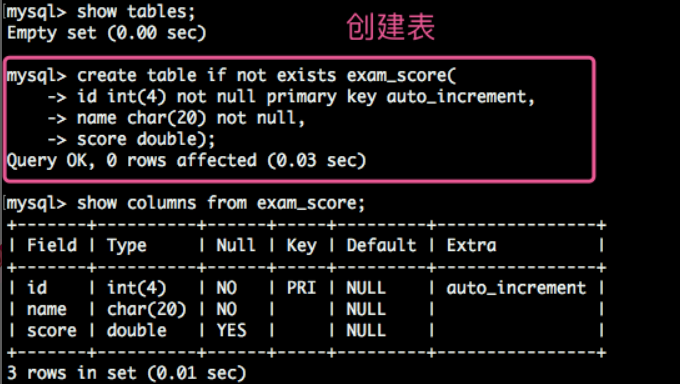 mysql> show tables;
Empty set (0.00 sec)
创建表
mysql> create table if not exists exam_score(
    -> id int(4) not null primary key auto_increment,
    -> name char(20) not null,
    -> score double);
Query OK, 0 rows affected (0.03 sec)
mysql> show columns from exam_score;
+-------+----------+------+-----+---------+----------------+
| Field | Type     | Null | Key | Default | Extra          |
+-------+----------+------+-----+---------+----------------+
| id    | int(4)   | NO   | PRI | NULL    | auto_increment |
| name  | char(20) | NO   |     | NULL    |                |
| score | double   | YES  |     | NULL    |                |
+-------+----------+------+-----+---------+----------------+
3 rows in set (0.01 sec)